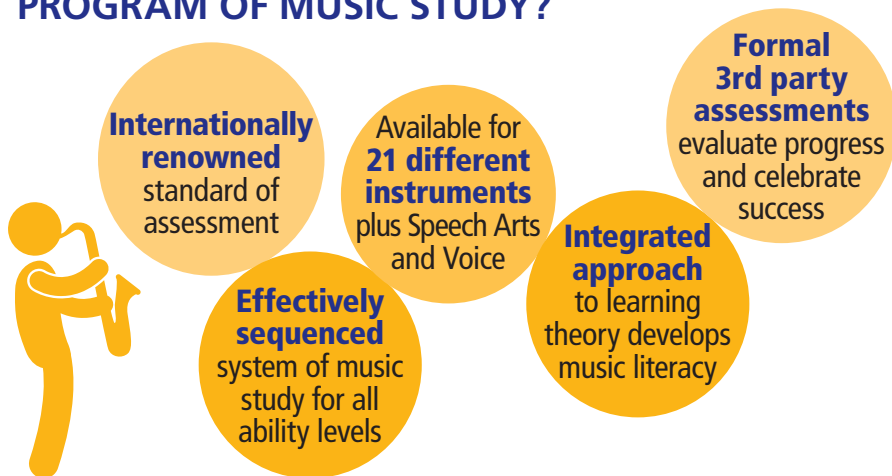 PROGRAM OF MUSIC STUDY?
Internationally
renowned
standard of
assessment
Effectively
sequenced
system of music
study for all
ability levels
Available for
21 different
instruments
plus Speech Arts
and Voice
Integrated
approach
to learning
theory develops
music literacy
Formal
3rd party
assessments
evaluate progress
and celebrate
success